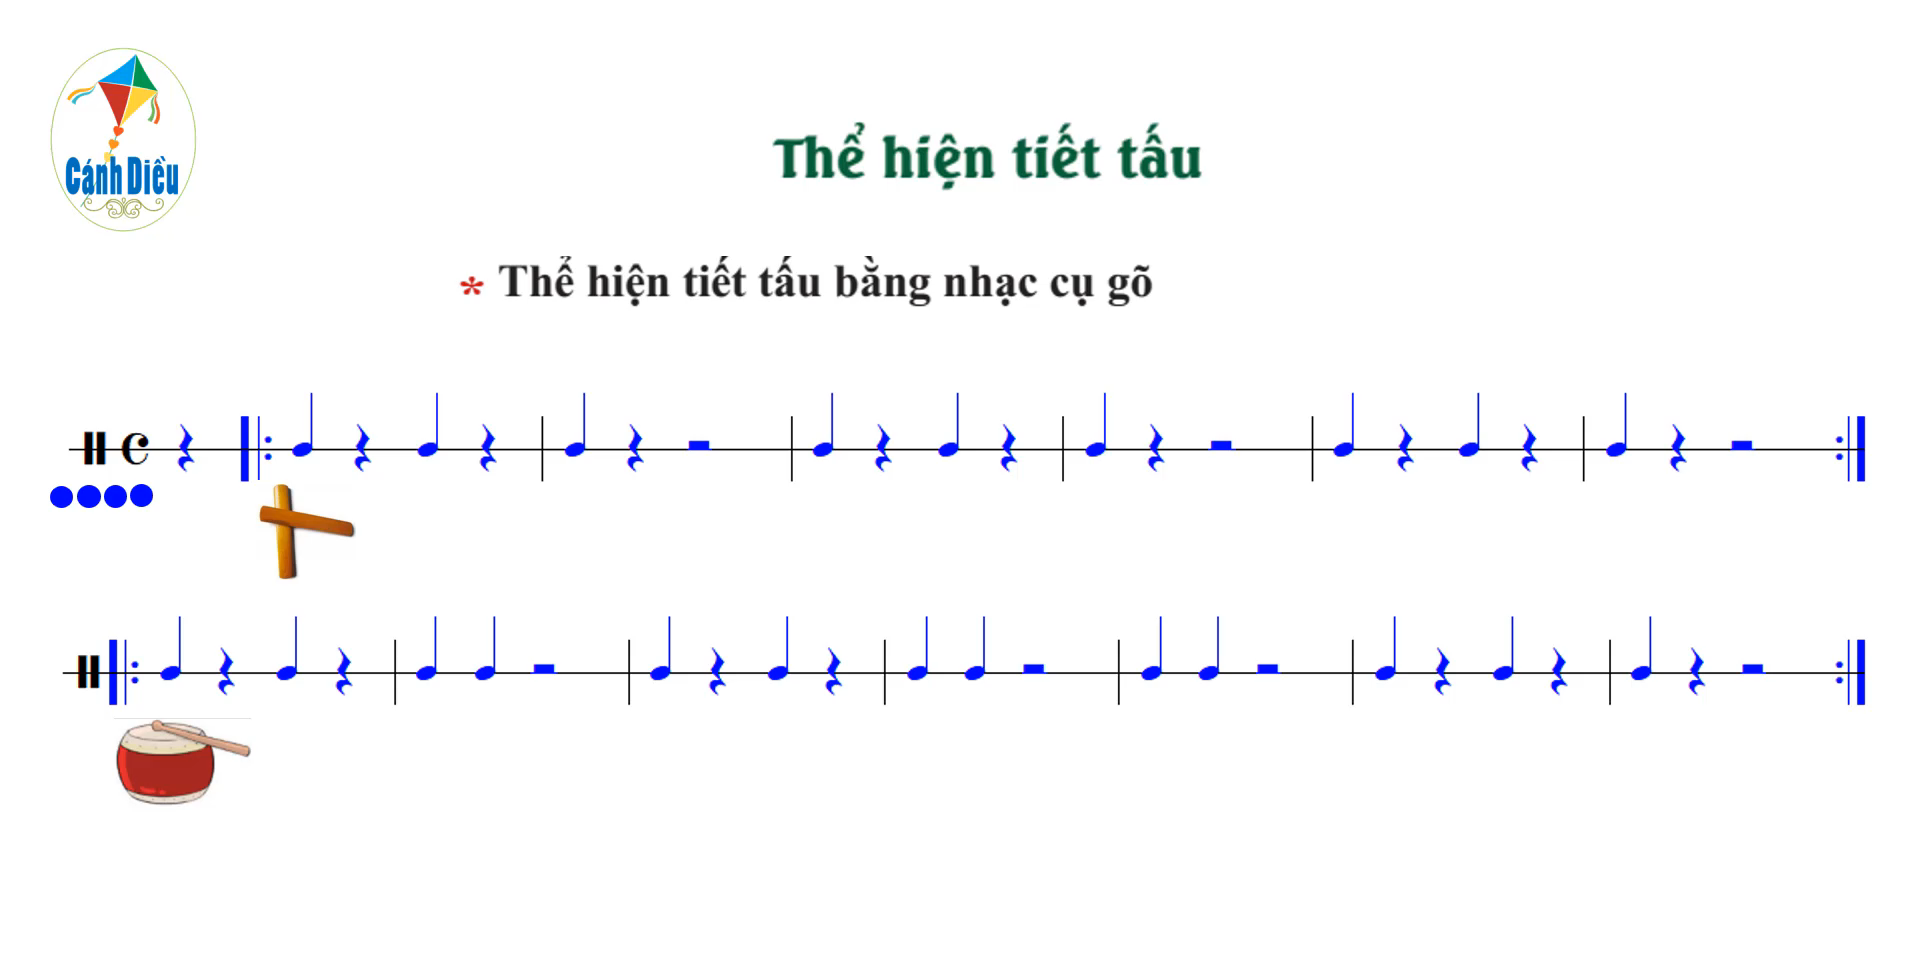 Cánh Diều
Thể hiện tiết tấu
* Thể hiện tiết tấu bằng nhạc cụ gõ